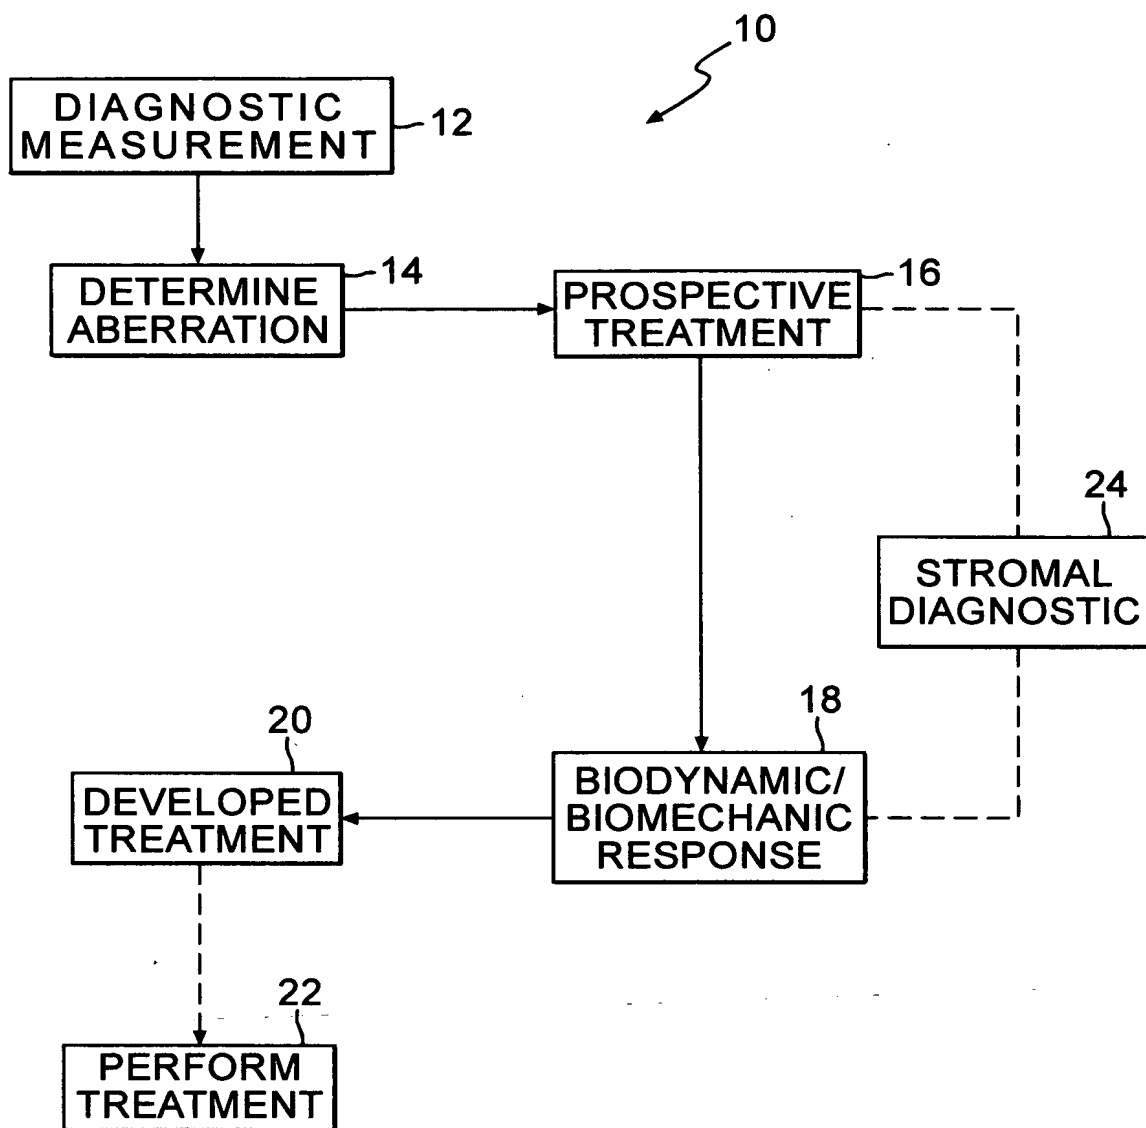 10
DIAGNOSTIC
MEASUREMENT
12
DETERMINE
ABERRATION
14
PROSPECTIVE
TREATMENT
16
STROMAL
DIAGNOSTIC
24
BIODYNAMIC/
BIOMECHANIC
RESPONSE
18
DEVELOPED
TREATMENT
20
PERFORM
TREATMENT
22